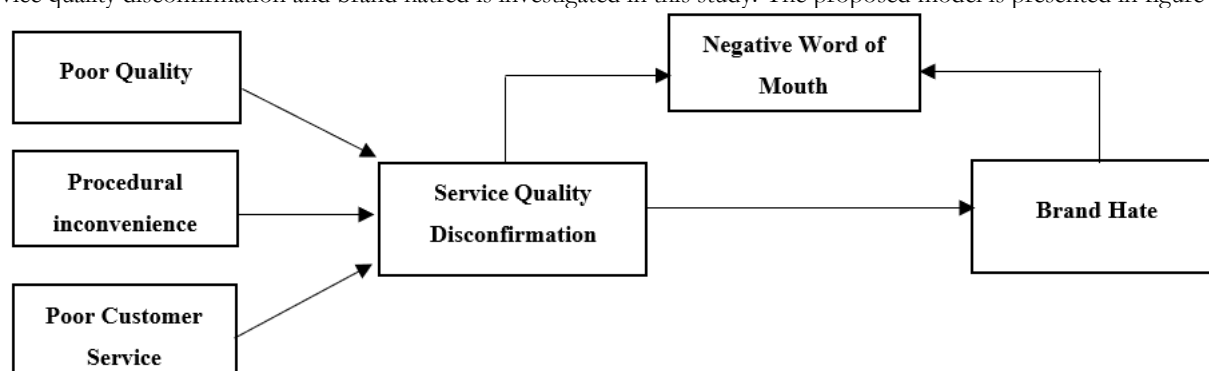 vice quality disconfirmation and brand hatred is investigated in this study. The proposed model is presented in figure
Poor Quality
Procedural
inconvenience
Poor Customer
Service
Service Quality
Disconfirmation
Negative Word of
Mouth
Brand Hate